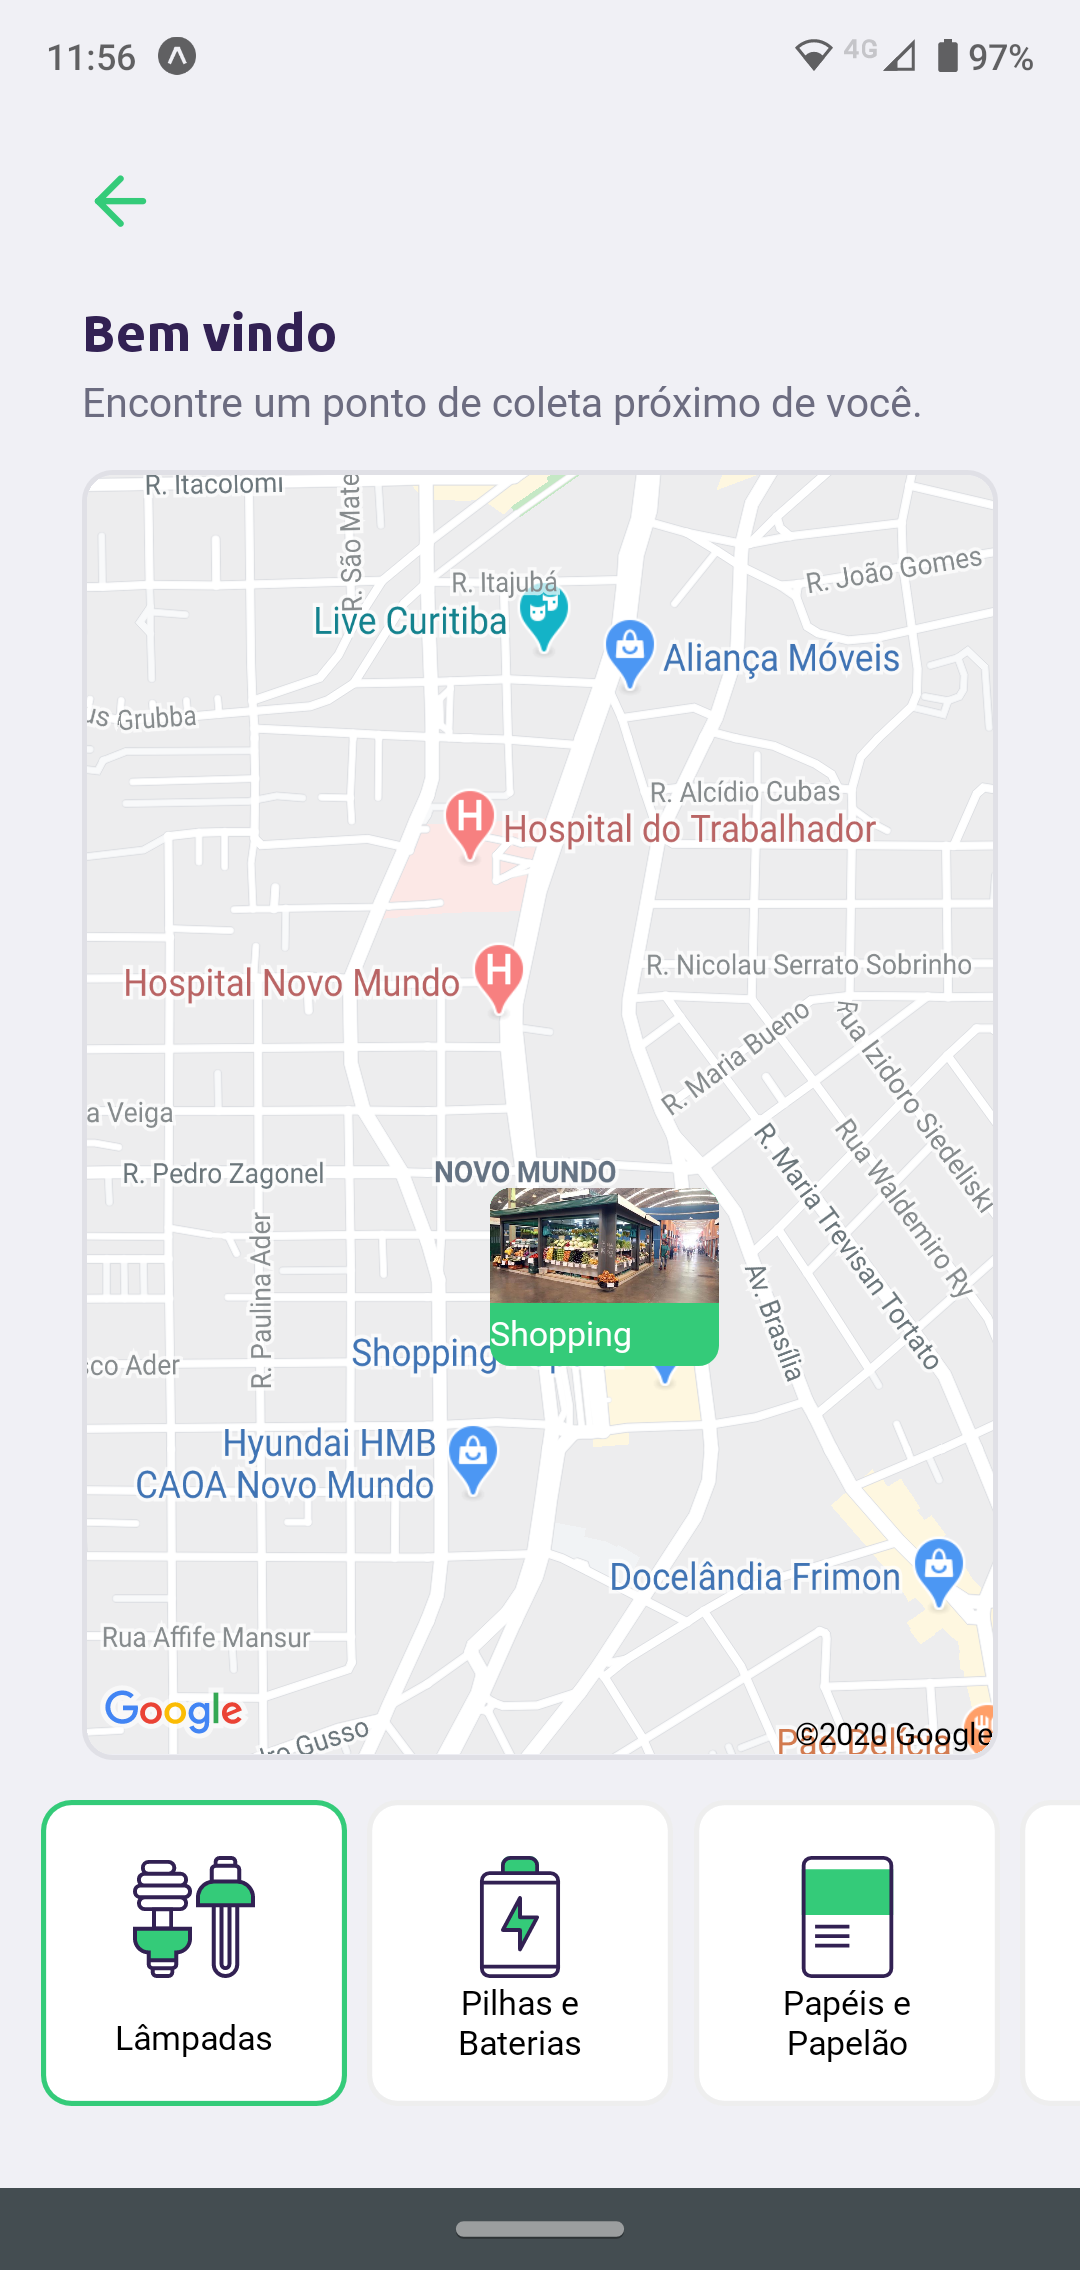 11:56
4G
97%
Bem vindo
Encontre um ponto de coleta próximo de você.
R. Itacolomi
R. São Mate
R. Itajubá
R. João Gomes
Live Curitiba
Aliança Móveis
us Grubba
R. Alcídio Cubas
H
Hospital do Trabalhador
H
Hospital Novo Mundo
R. Nicolau Serrato Sobrinho
R. Maria Bueno
Rua Izidoro Siedeliski
a Veiga
R. Maria Trevisan Tortato
Rua Waldemiro Ry
R. Pedro Zagonel
NOVO MUNDO
R. Paulina Ader
Av. Brasília
Shopping
Shopping
sco Ader
Hyundai HMB
CAOA Novo Mundo
Docelândia Frimon
Rua Affife Mansur
Google
ro Gusso
Pão Delícia
©2020 Google
Lâmpadas
Pilhas e
Baterias
Papéis e
Papelão